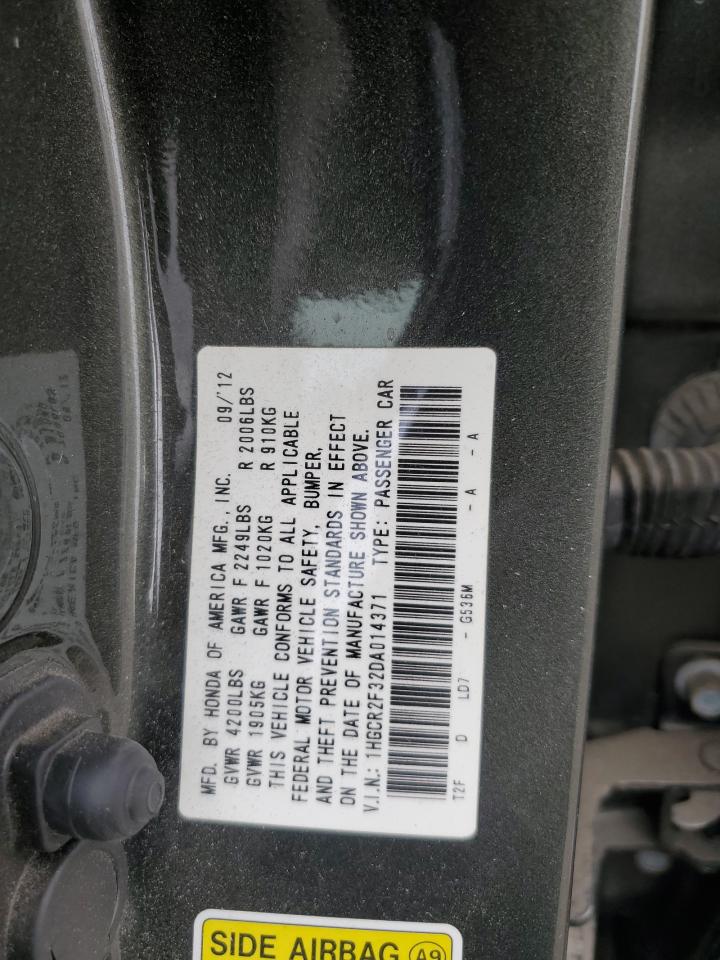 MFD. BY HONDA OF AMERICA MFG., INC. 09/'12
GVWR 4200LBS GAWR F 2249LBS R 2006LBS
GVWR 1905KG GAWR F 1020KG R 910KG
THIS VEHICLE CONFORMS TO ALL APPLICABLE
FEDERAL MOTOR VEHICLE SAFETY, BUMPER,
AND THEFT PREVENTION STANDARDS IN EFFECT
ON THE DATE OF MANUFACTURE SHOWN ABOVE.
V.I.N.: 1HGCR2F32DA014371 TYPE: PASSENGER CAR
T2F D LD7 - G536M - A - A
SIDE AIRBAG A9